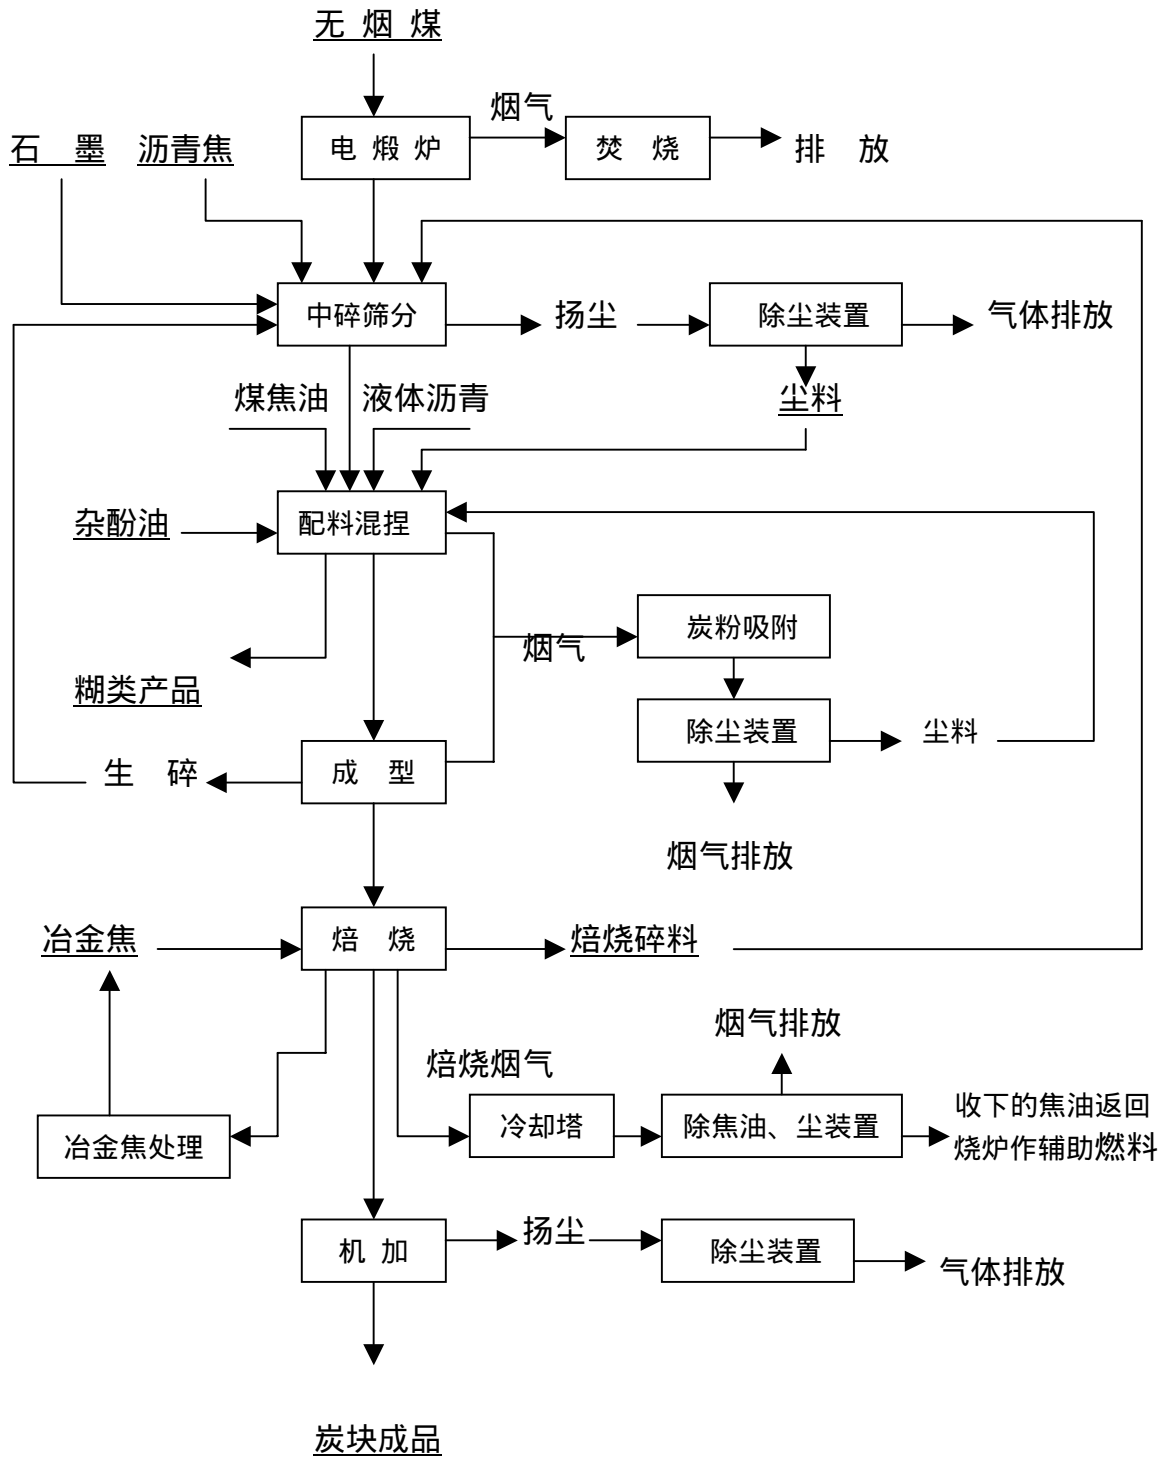 无 烟 煤
烟气
石 墨 沥青焦
电 煅 炉
焚 烧
排 放
中碎筛分
扬尘
除尘装置
气体排放
煤焦油 液体沥青
尘料
杂酚油
配料混捏
炭粉吸附
烟气
糊类产品
除尘装置
尘料
生 碎
成 型
烟气排放
冶金焦
焙 烧
焙烧碎料
烟气排放
焙烧烟气
冶金焦处理
冷却塔
除焦油、尘装置
收下的焦油返回
烧炉作辅助燃料
机 加
扬尘
除尘装置
气体排放
炭块成品